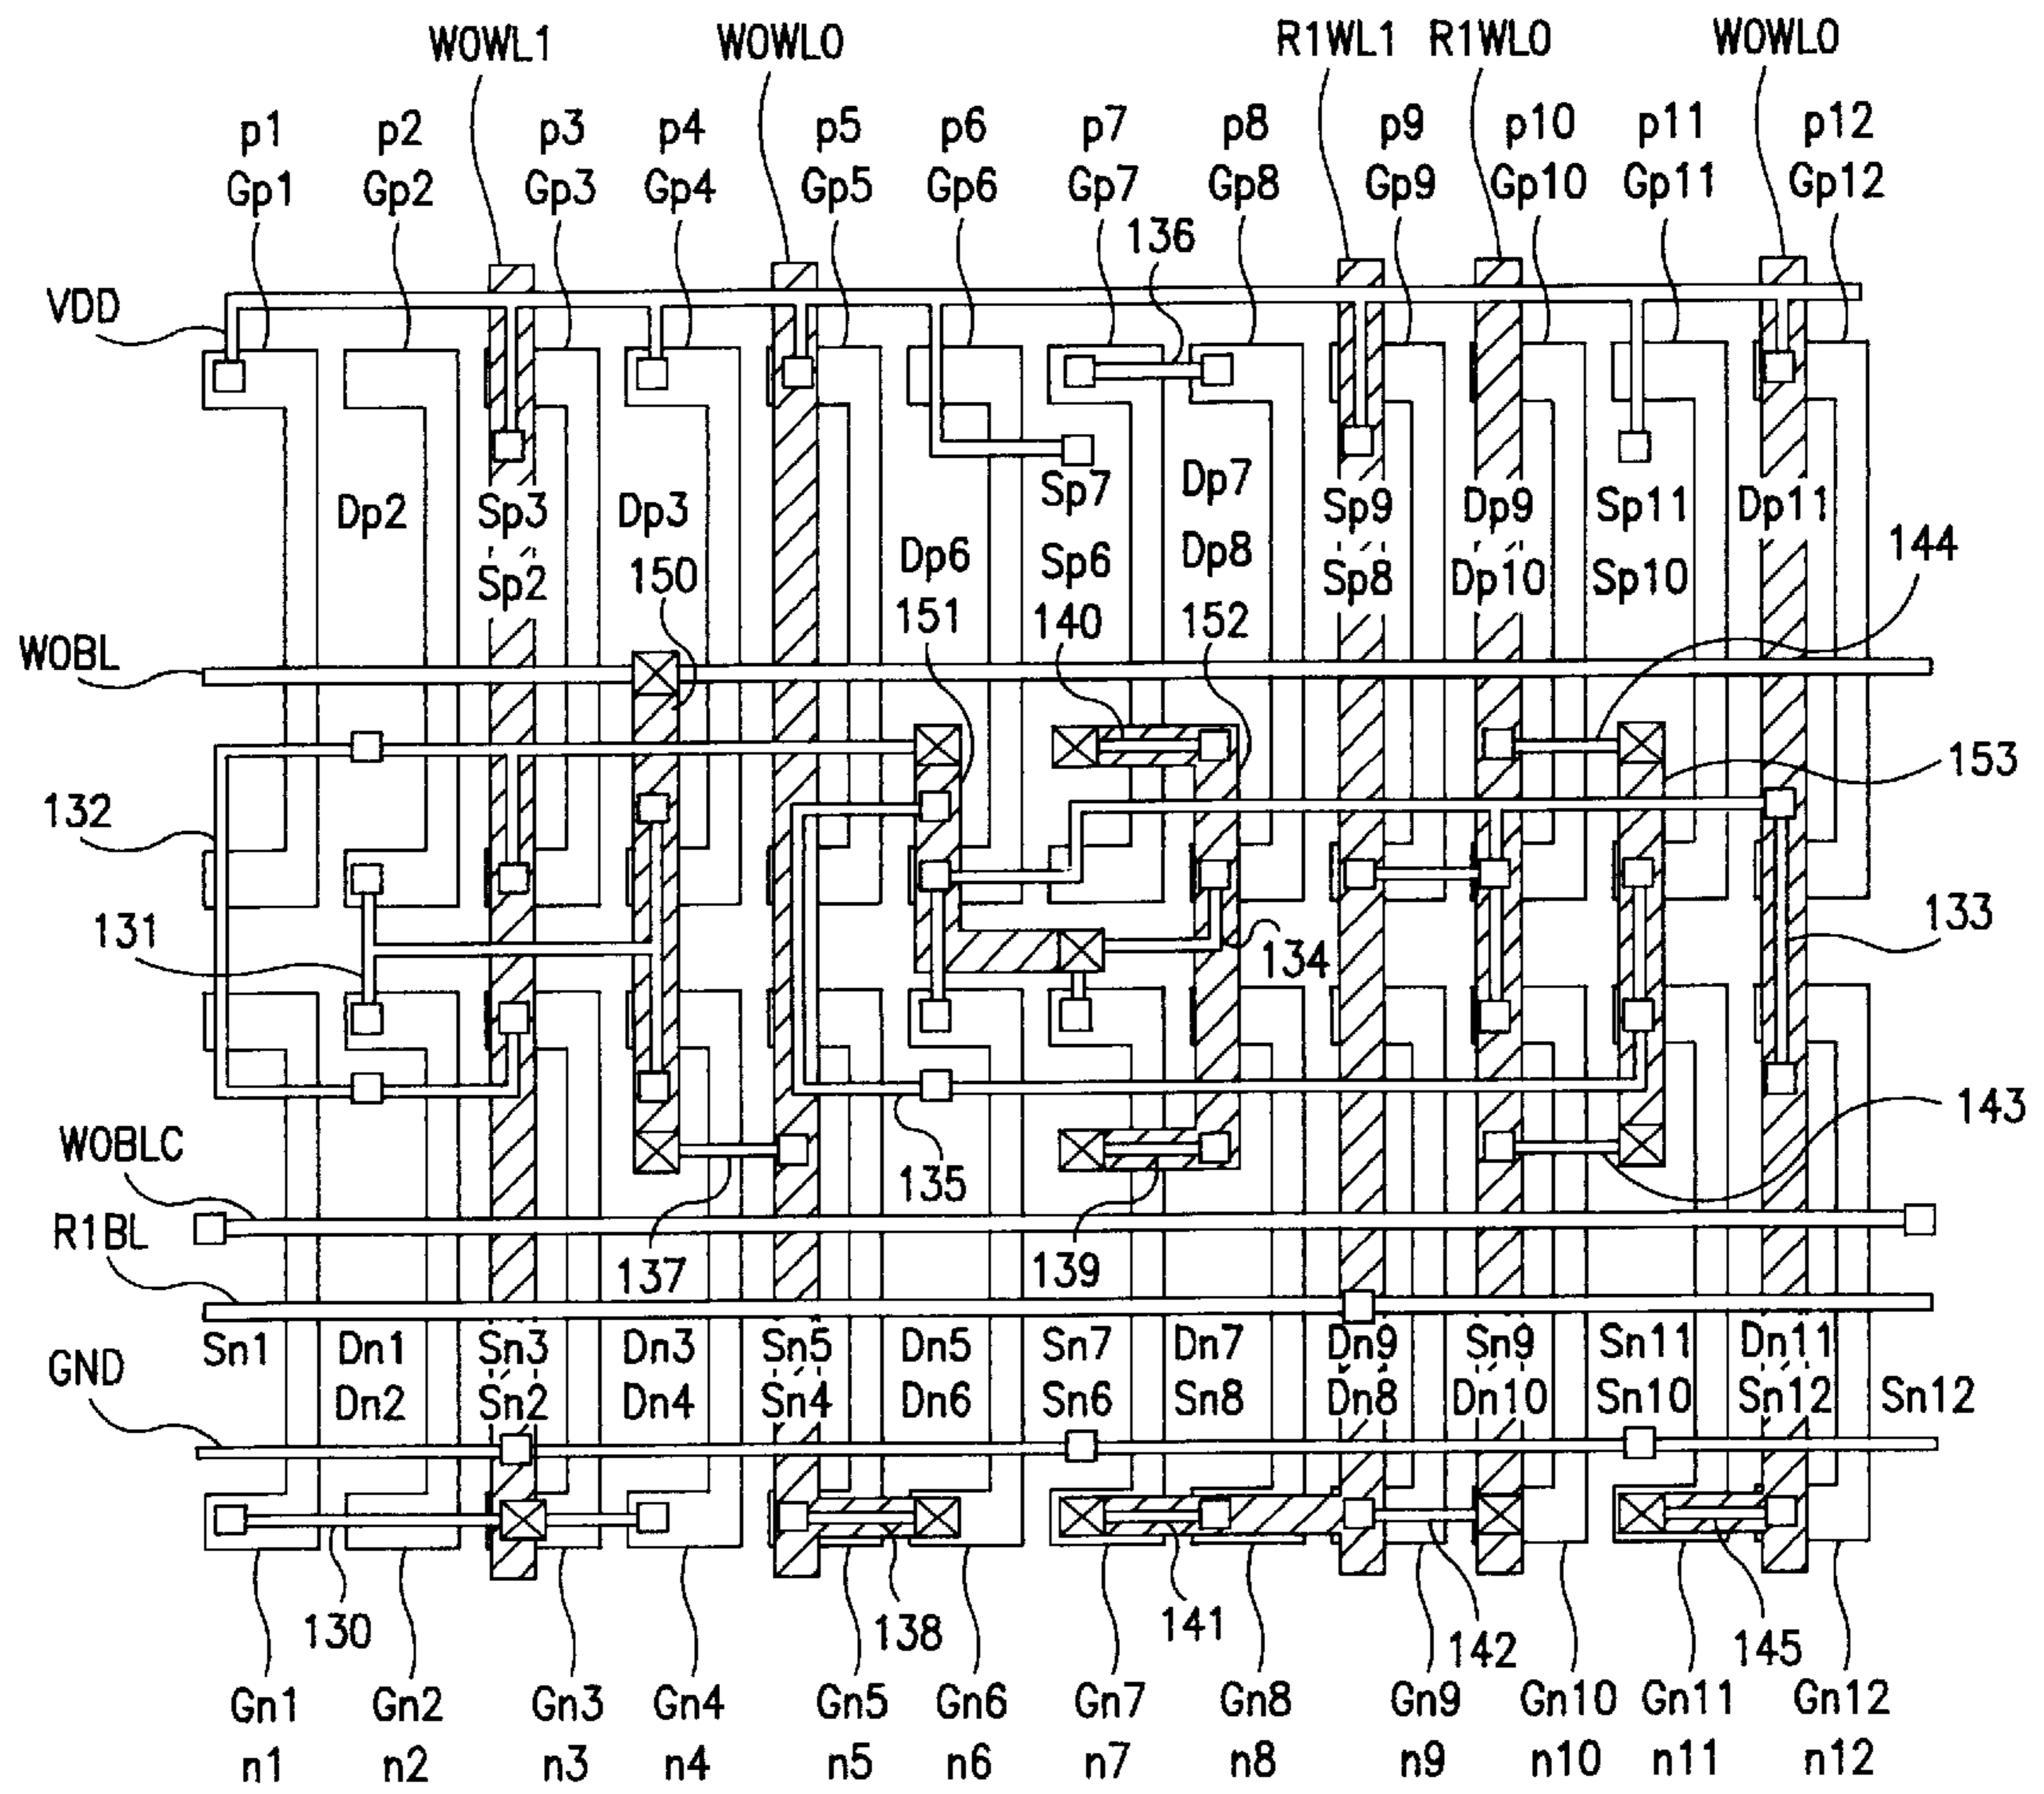 W0WL1 W0WL0 R1WL1 R1WL0 W0WL0
p1 p2 p3 p4 p5 p6 p7 p8 p9 p10 p11 p12
Gp1 Gp2 Gp3 Gp4 Gp5 Gp6 Gp7 Gp8 Gp9 Gp10 Gp11 Gp12
136
VDD
Dp2 Sp3 Dp3 Sp7 Dp7 Sp9 Dp9 Sp11 Dp11
Sp2 150 Dp6 Sp6 Dp8 Sp8 Dp10 Sp10 144
151 140 152
W0BL
153
132
131 134 133
W0BLC 135 143
R1BL 137 139
Sn1 Dn1 Sn3 Dn3 Sn5 Dn5 Sn7 Dn7 Dn9 Sn9 Sn11 Dn11
GND Dn2 Sn2 Dn4 Sn4 Dn6 Sn6 Sn8 Dn8 Dn10 Sn10 Sn12 Sn12
130 138 141 142 145
Gn1 Gn2 Gn3 Gn4 Gn5 Gn6 Gn7 Gn8 Gn9 Gn10 Gn11 Gn12
n1 n2 n3 n4 n5 n6 n7 n8 n9 n10 n11 n12